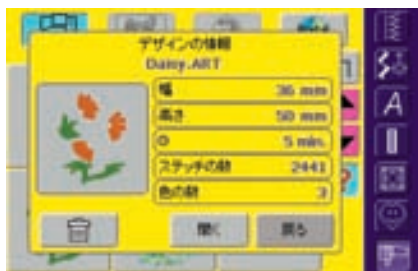 デザインの情報
Daisy.ART
幅 36 mm
高さ 50 mm
5 min.
ステッチの数 2441
色の数 3
開く 戻る
A
?